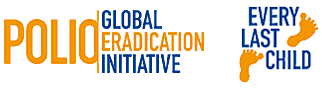 POLIO
GLOBAL
ERADICATION
INITIATIVE
EVERY
LAST
CHILD